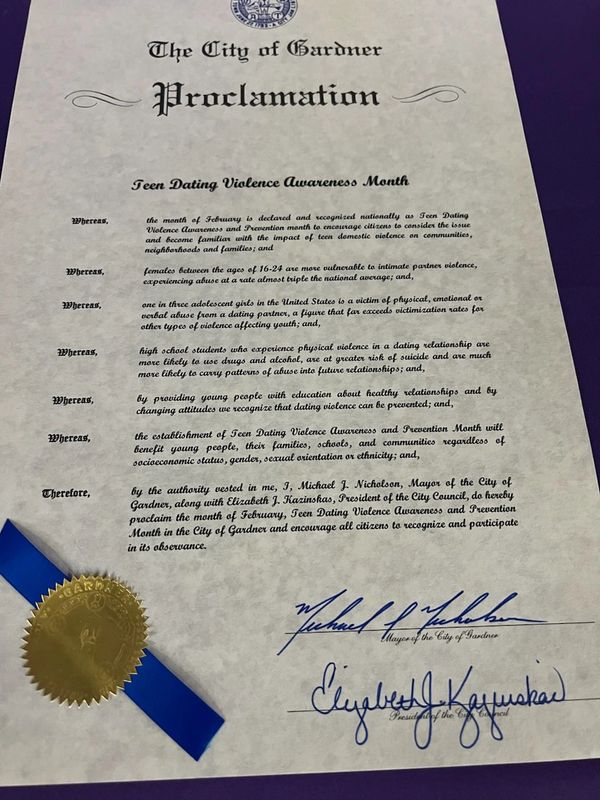 The City of Gardner
Proclamation
Teen Dating Violence Awareness Month
Whereas, the month of February is declared and recognized nationally as Teen Dating
Violence Awareness and Prevention month to encourage citizens to consider the issue
and become familiar with the impact of teen domestic violence on communities,
neighborhoods and families; and
Whereas, females between the ages of 16-24 are more vulnerable to intimate partner violence,
experiencing abuse at a rate almost triple the national average; and,
Whereas, one in three adolescent girls in the United States is a victim of physical, emotional or
verbal abuse from a dating partner, a figure that far exceeds victimization rates for
other types of violence affecting youth; and,
Whereas, high school students who experience physical violence in a dating relationship are
more likely to use drugs and alcohol, are at greater risk of suicide and are much
more likely to carry patterns of abuse into future relationships; and,
Whereas, by providing young people with education about healthy relationships and by
changing attitudes we recognize that dating violence can be prevented; and,
Whereas, the establishment of Teen Dating Violence Awareness and Prevention Month will
benefit young people, their families, schools, and communities regardless of
socioeconomic status, gender, sexual orientation or ethnicity; and,
Therefore, by the authority vested in me, I, Michael J. Nicholson, Mayor of the City of
Gardner, along with Elizabeth J. Kazinskas, President of the City Council, do hereby
proclaim the month of February, Teen Dating Violence Awareness and Prevention
Month in the City of Gardner and encourage all citizens to recognize and participate
in its observance.
Michael J Nicholson
Mayor of the City of Gardner
Elizabeth J. Kazinskas
President of the City Council